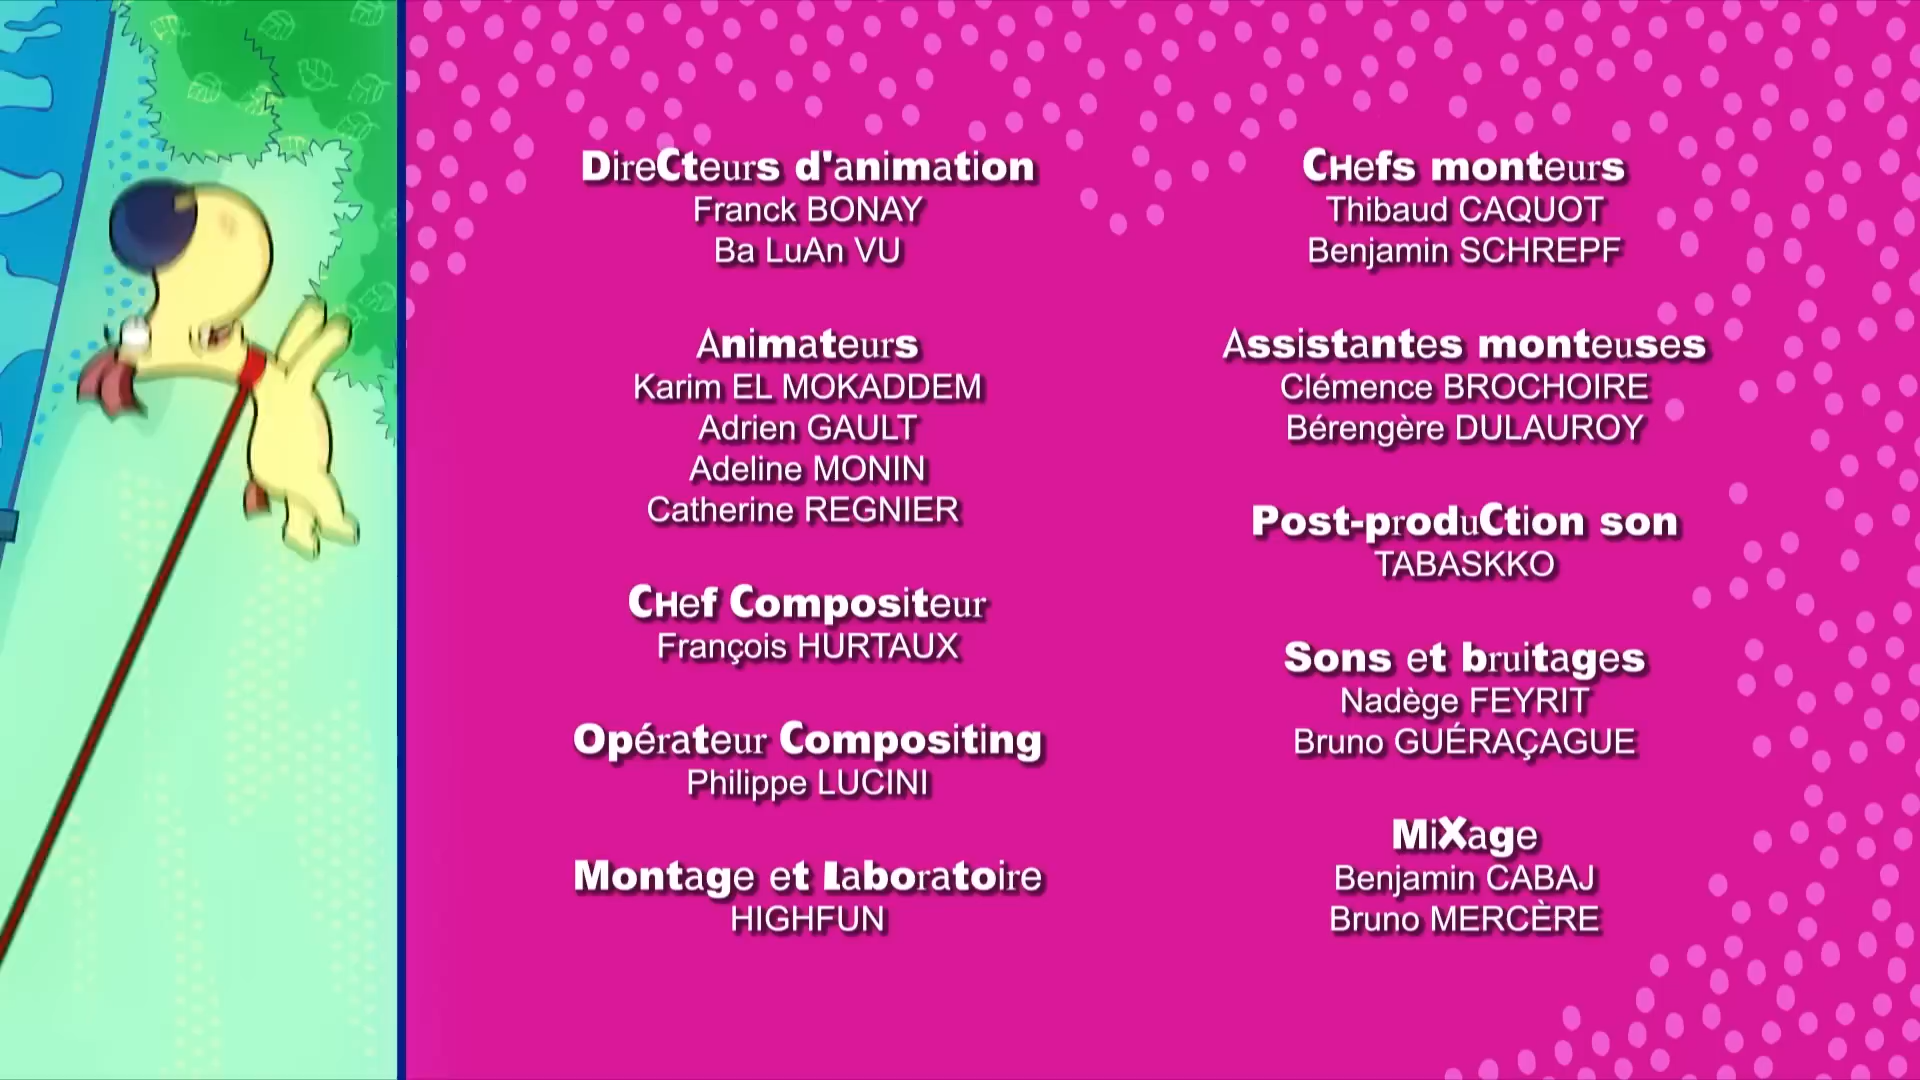 Directeurs d'animation
Franck BONAY
Ba LuAn VU
Animateurs
Karim EL MOKADDEM
Adrien GAULT
Adeline MONIN
Catherine REGNIER
CHef Compositeur
François HURTAUX
Opérateur Compositing
Philippe LUCINI
Montage et Laboratoire
HIGHFUN
CHefs monteurs
Thibaud CAQUOT
Benjamin SCHREPF
Assistantes monteuses
Clémence BROCHOIRE
Bérengère DULAUROY
Post-produCtion son
TABASKKO
Sons et bruitages
Nadège FEYRIT
Bruno GUÉRAÇAGUE
MiXage
Benjamin CABAJ
Bruno MERCÈRE